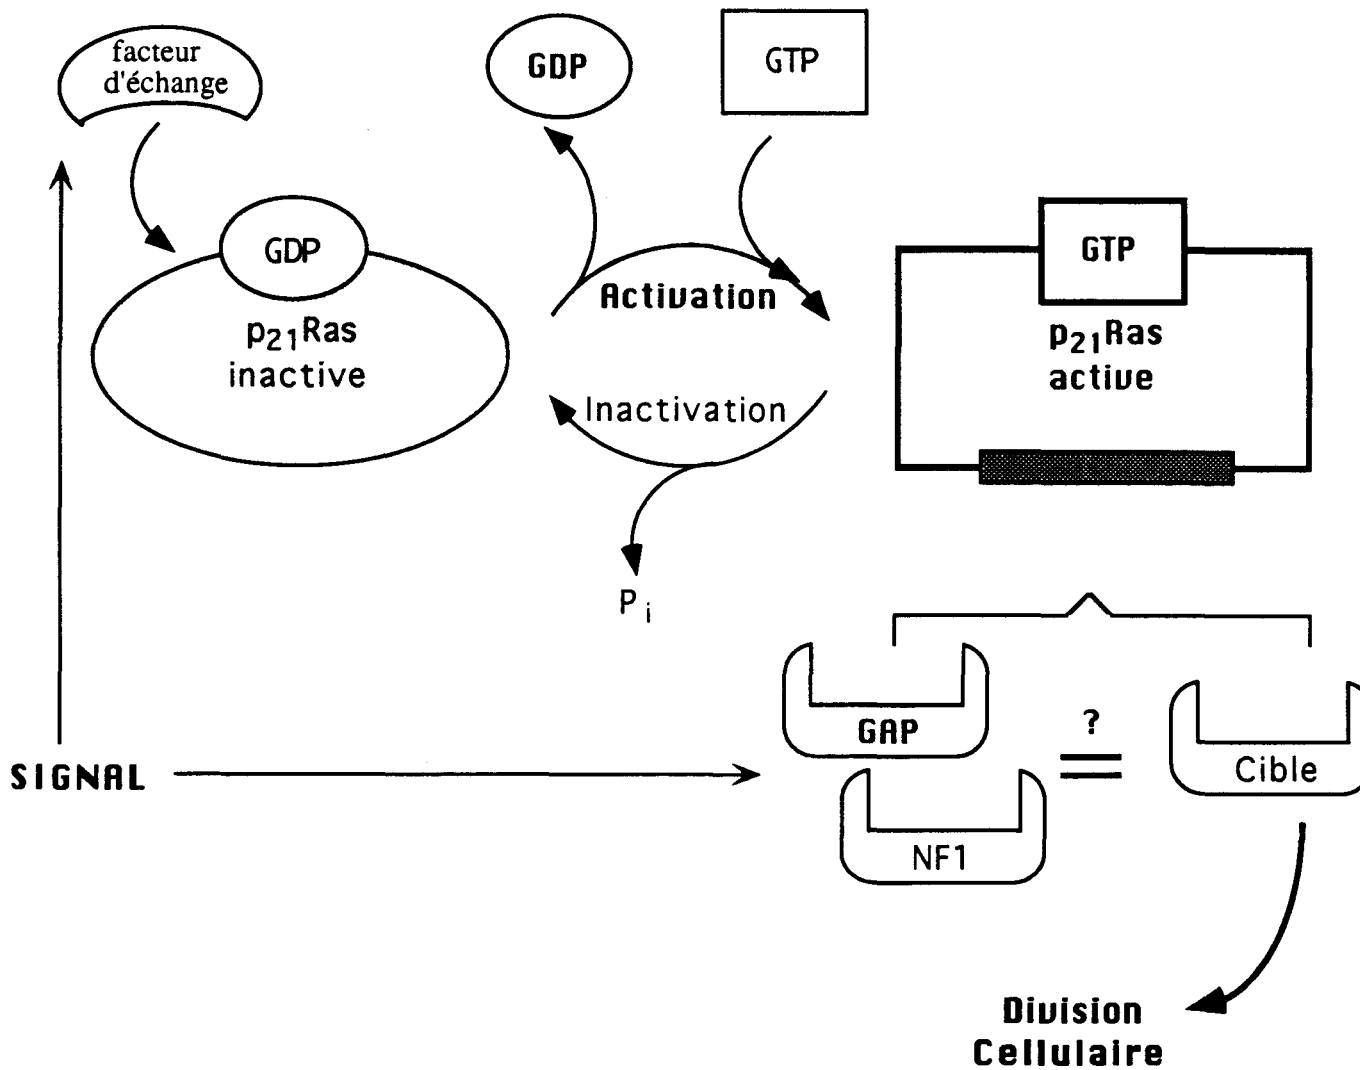 facteur
d'échange
GDP
GTP
GDP
p21Ras
inactive
Activation
Inactivation
Pi
GTP
p21Ras
active
SIGNAL
GAP
NF1
?
Cible
Division
Cellulaire